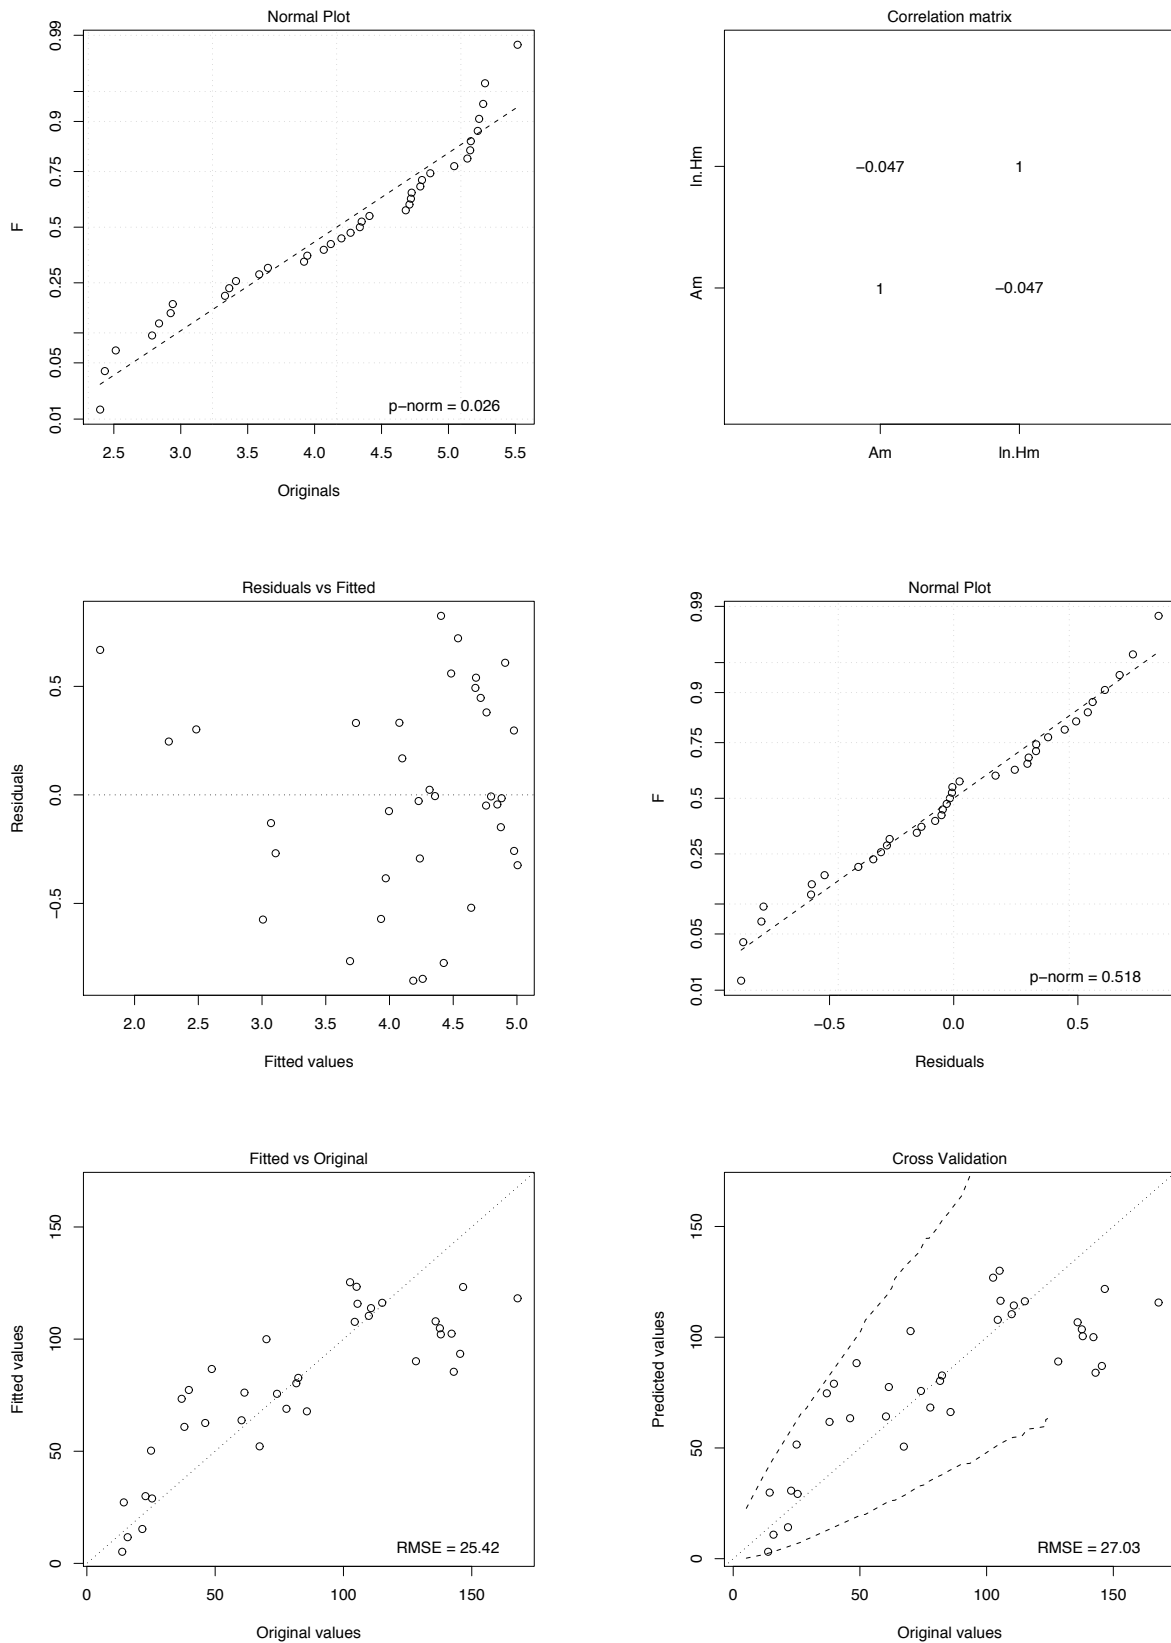 Normal Plot
0.99
0.9
0.75
0.5
0.25
0.05
0.01
F
p−norm = 0.026
2.5 3.0 3.5 4.0 4.5 5.0 5.5
Originals
Correlation matrix
ln.Hm
−0.047 1
Am
1 −0.047
Am ln.Hm
Residuals vs Fitted
0.5
0.0
−0.5
Residuals
2.0 2.5 3.0 3.5 4.0 4.5 5.0
Fitted values
Normal Plot
0.99
0.9
0.75
0.5
0.25
0.05
0.01
F
p−norm = 0.518
−0.5 0.0 0.5
Residuals
Fitted vs Original
150
100
50
0
Fitted values
RMSE = 25.42
0 50 100 150
Original values
Cross Validation
150
100
50
0
Predicted values
RMSE = 27.03
0 50 100 150
Original values